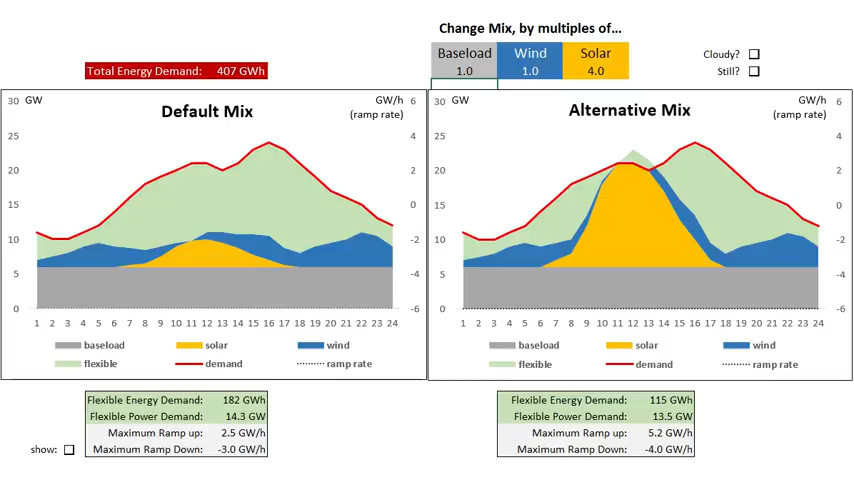 Change Mix, by multiples of...
Baseload Wind Solar
1.0 1.0 4.0
Cloudy?
Still?
Total Energy Demand: 407 GWh
30 GW Default Mix GW/h 6
(ramp rate)
25 4
20 2
15 0
10 -2
5 -4
0 -6
1 2 3 4 5 6 7 8 9 10 11 12 13 14 15 16 17 18 19 20 21 22 23 24
baseload solar wind
flexible demand ramp rate
Flexible Energy Demand: 182 GWh
Flexible Power Demand: 14.3 GW
Maximum Ramp up: 2.5 GW/h
Maximum Ramp Down: -3.0 GW/h
show:
30 GW Alternative Mix GW/h 6
(ramp rate)
25 4
20 2
15 0
10 -2
5 -4
0 -6
1 2 3 4 5 6 7 8 9 10 11 12 13 14 15 16 17 18 19 20 21 22 23 24
baseload solar wind
flexible demand ramp rate
Flexible Energy Demand: 115 GWh
Flexible Power Demand: 13.5 GW
Maximum Ramp up: 5.2 GW/h
Maximum Ramp Down: -4.0 GW/h